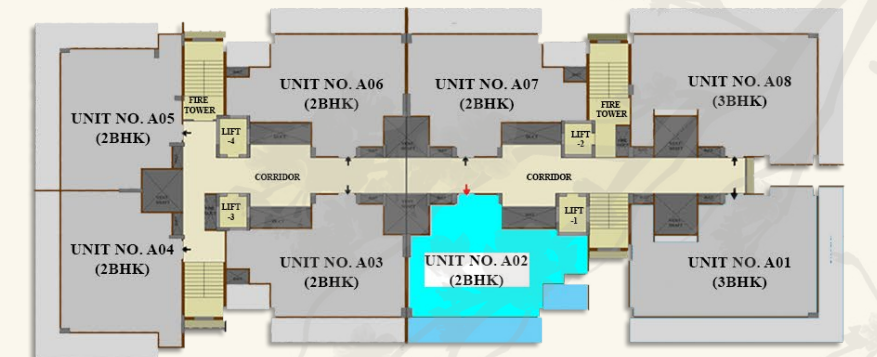 UNIT NO. A05
(2BHK)
FIRE
TOWER
UNIT NO. A06
(2BHK)
UNIT NO. A07
(2BHK)
FIRE
TOWER
UNIT NO. A08
(3BHK)
LIFT
-4
LIFT
-2
CORRIDOR
CORRIDOR
LIFT
-3
LIFT
-1
UNIT NO. A04
(2BHK)
UNIT NO. A03
(2BHK)
UNIT NO. A02
(2BHK)
UNIT NO. A01
(3BHK)